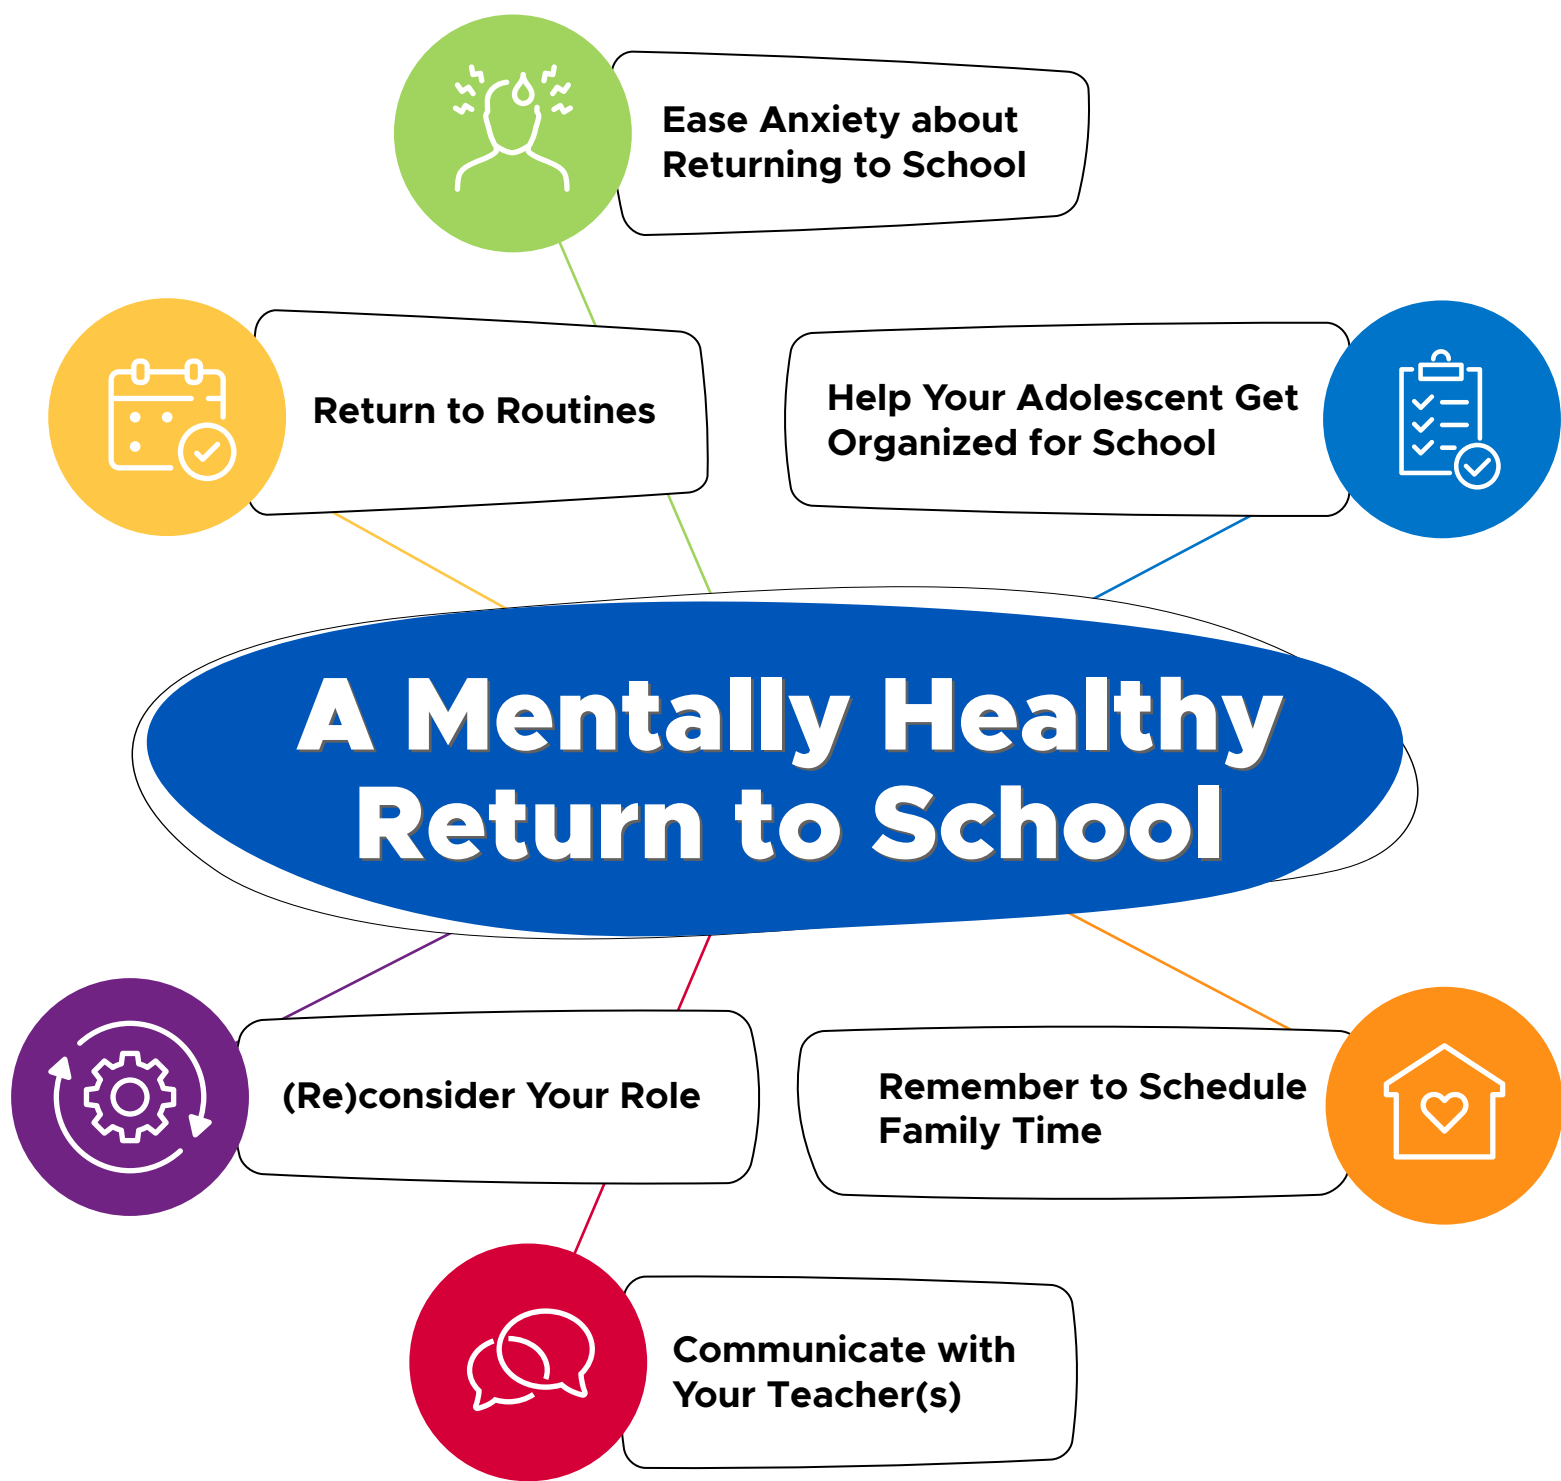 Ease Anxiety about
Returning to School
Return to Routines
Help Your Adolescent Get
Organized for School
A Mentally Healthy
Return to School
(Re)consider Your Role
Remember to Schedule
Family Time
Communicate with
Your Teacher(s)